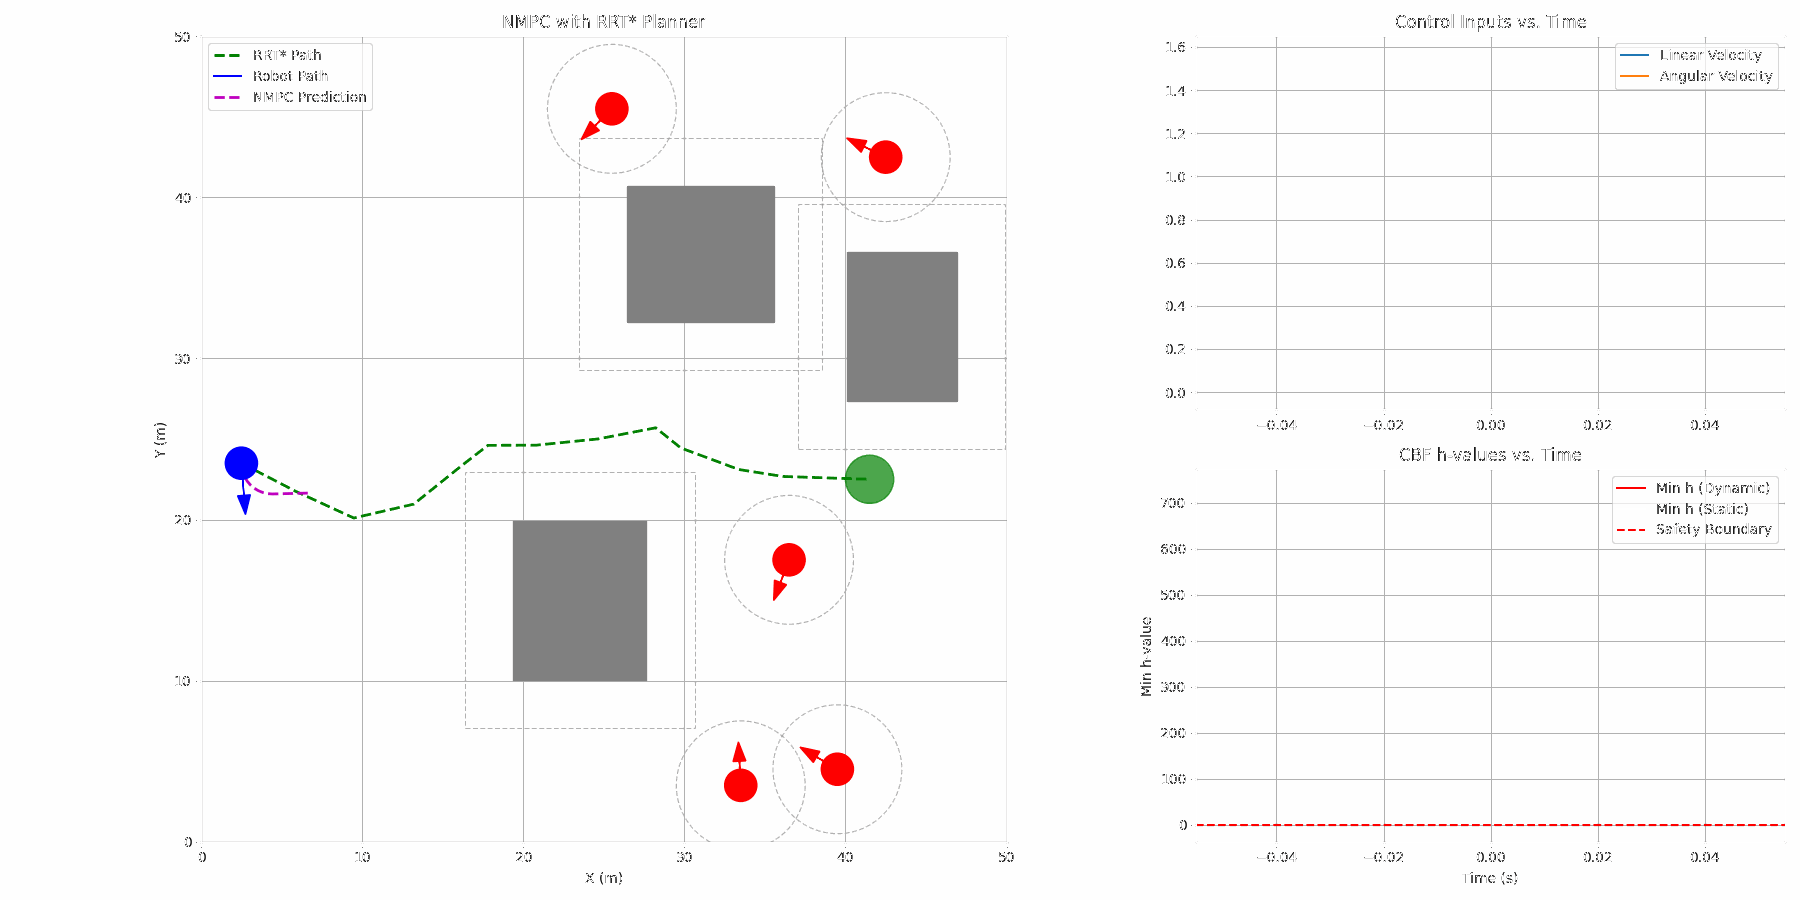 NMPC with RRT* Planner
RRT* Path
Robot Path
NMPC Prediction
50
40
30
20
10
0
Y (m)
0 10 20 30 40 50
X (m)
Control Inputs vs. Time
Linear Velocity
Angular Velocity
1.6
1.4
1.2
1.0
0.8
0.6
0.4
0.2
0.0
−0.04 −0.02 0.00 0.02 0.04
CBF h-values vs. Time
Min h (Dynamic)
Min h (Static)
Safety Boundary
700
600
500
400
300
200
100
0
Min h-value
−0.04 −0.02 0.00 0.02 0.04
Time (s)